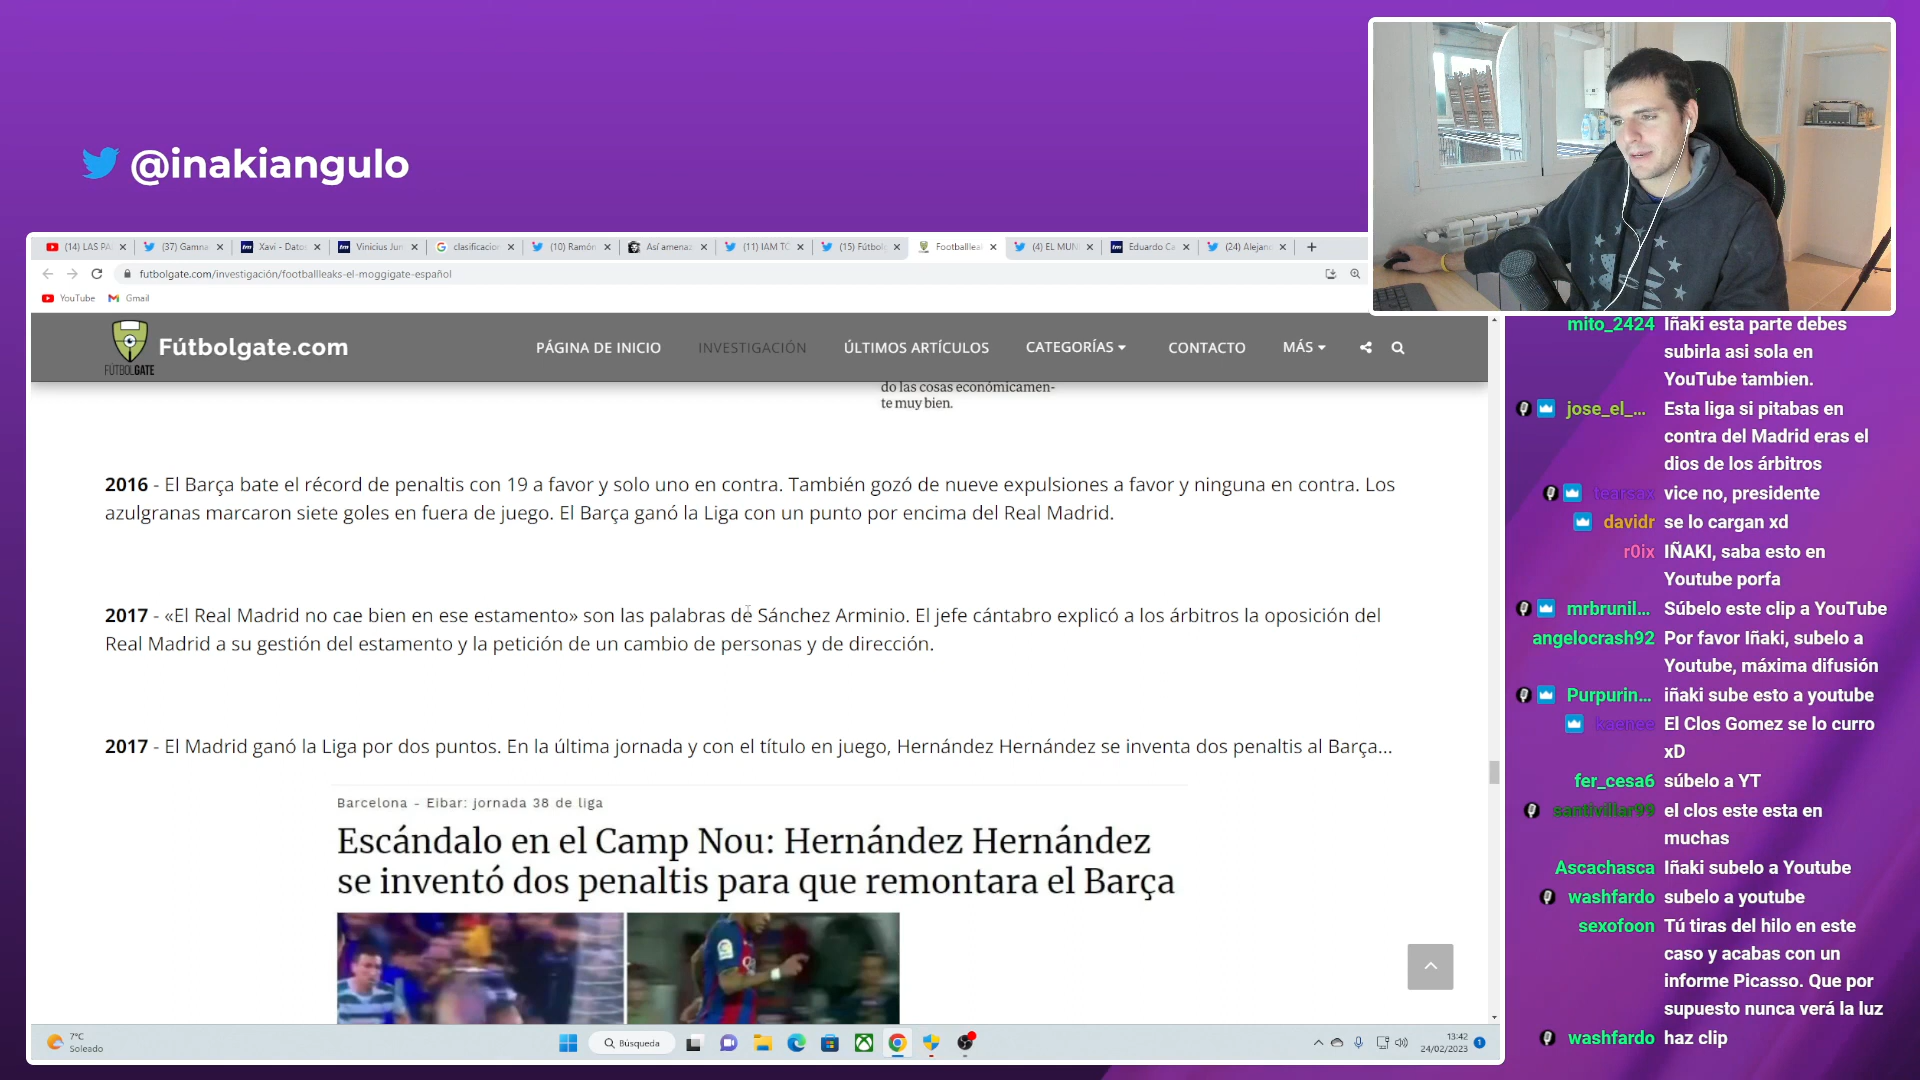 @inakiangulo
(14) LAS PA
(37) Gamna
Xavi - Dato
Vinicius Jun
clasificacion
(10) Ramón
Así amenaz
(11) IAM TO
(15) Fútbol
Footballlea
(4) EL MUN
Eduardo Ca
(24) Alejan
futbolgate.com/investigación/footballleaks-el-moggigate-español
YouTube
Gmail
FÚTBOLGATE
Fútbolgate.com
PÁGINA DE INICIO
INVESTIGACIÓN
ÚLTIMOS ARTÍCULOS
CATEGORÍAS
CONTACTO
MÁS
do las cosas económicamen-
te muy bien.
2016 - El Barça bate el récord de penaltis con 19 a favor y solo uno en contra. También gozó de nueve expulsiones a favor y ninguna en contra. Los
azulgranas marcaron siete goles en fuera de juego. El Barça ganó la Liga con un punto por encima del Real Madrid.
2017 - «El Real Madrid no cae bien en ese estamento» son las palabras de Sánchez Arminio. El jefe cántabro explicó a los árbitros la oposición del
Real Madrid a su gestión del estamento y la petición de un cambio de personas y de dirección.
2017 - El Madrid ganó la Liga por dos puntos. En la última jornada y con el título en juego, Hernández Hernández se inventa dos penaltis al Barça...
Barcelona - Eibar: jornada 38 de liga
Escándalo en el Camp Nou: Hernández Hernández
se inventó dos penaltis para que remontara el Barça
7°C
Soleado
Búsqueda
13:42
24/02/2023
1
mito_2424 Iñaki esta parte debes
subirla asi sola en
YouTube tambien.
jose_el_... Esta liga si pitabas en
contra del Madrid eras el
dios de los árbitros
tearsax vice no, presidente
davidr se lo cargan xd
r0ix IÑAKI, saba esto en
Youtube porfa
mrbrunil... Súbelo este clip a YouTube
angelocrash92 Por favor Iñaki, subelo a
Youtube, máxima difusión
Purpurin... iñaki sube esto a youtube
kaenee El Clos Gomez se lo curro
xD
fer_cesa6 súbelo a YT
santivillar99 el clos este esta en
muchas
Ascachasca Iñaki subelo a Youtube
washfardo subelo a youtube
sexofoon Tú tiras del hilo en este
caso y acabas con un
informe Picasso. Que por
supuesto nunca verá la luz
washfardo haz clip